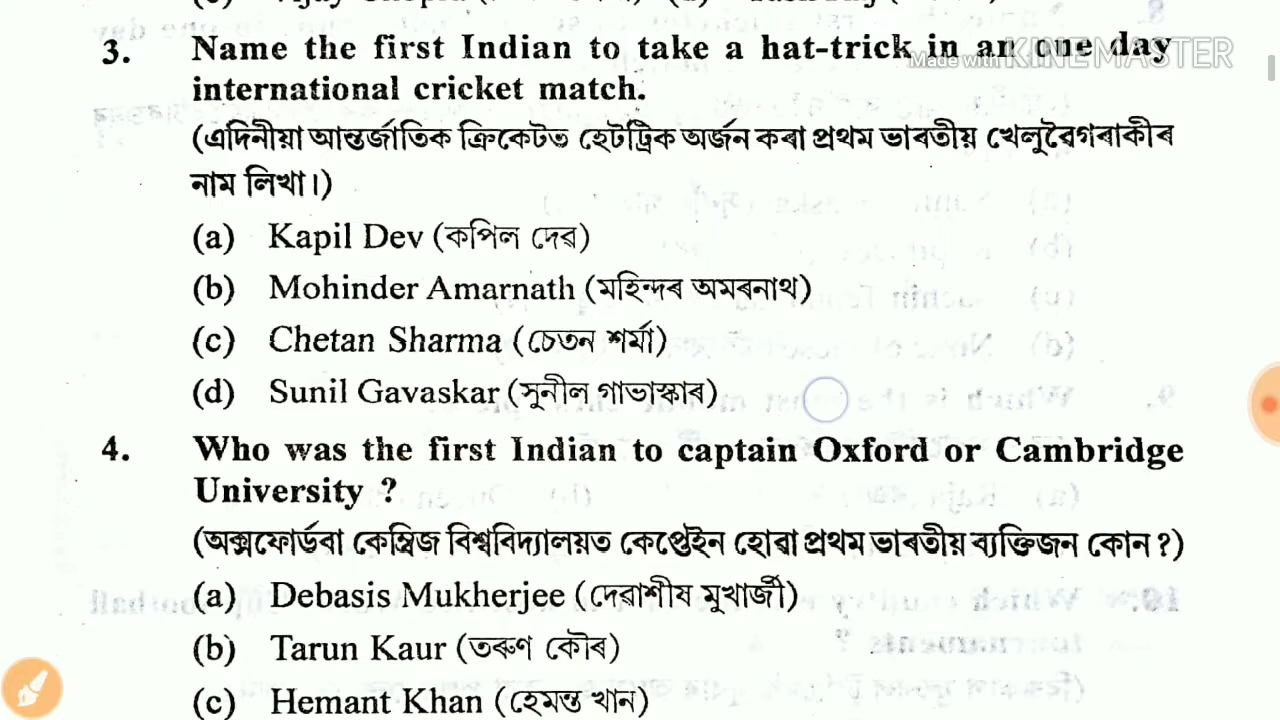 3. Name the first Indian to take a hat-trick in an one day
Made with KINEMASTER
international cricket match.
(এদিনীয়া আন্তৰ্জাতিক ক্ৰিকেটত হেটট্ৰিক অৰ্জন কৰা প্ৰথম ভাৰতীয় খেলুৱৈগৰাকীৰ
নাম লিখা।)
(a) Kapil Dev (কপিল দেৱ)
(b) Mohinder Amarnath (মহিন্দৰ অমৰনাথ)
(c) Chetan Sharma (চেতন শৰ্মা)
(d) Sunil Gavaskar (সুনীল গাভাস্কাৰ)
4. Who was the first Indian to captain Oxford or Cambridge
University ?
(অক্সফোৰ্ডবা কেম্ব্ৰিজ বিশ্ববিদ্যালয়ত কেপ্তেইন হোৱা প্ৰথম ভাৰতীয় ব্যক্তিজন কোন ?)
(a) Debasis Mukherjee (দেৱাশীষ মুখাৰ্জী)
(b) Tarun Kaur (তৰুণ কৌৰ)
(c) Hemant Khan (হেমন্ত খান)